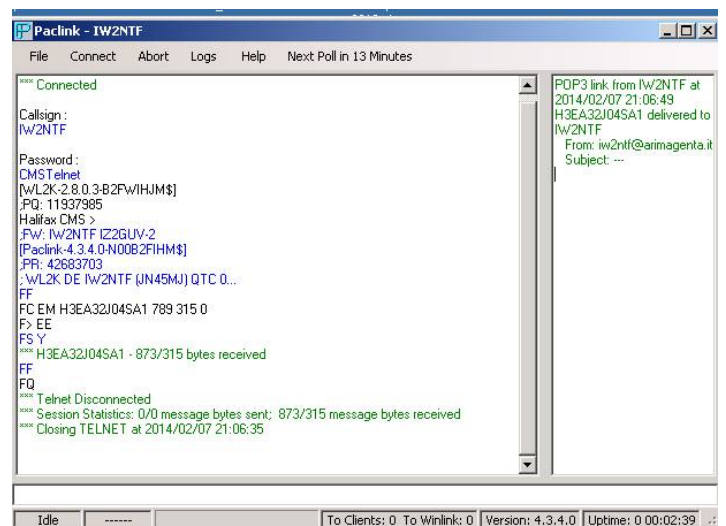 Paclink - IW2NTF
File Connect Abort Logs Help Next Poll in 13 Minutes
*** Connected
Callsign :
IW2NTF
Password :
CMSTelnet
[WL2K-2.8.0.3-B2FWIHJM$]
;PQ: 11937985
Halifax CMS >
;FW: IW2NTF IZ2GUV-2
[Paclink-4.3.4.0-N00B2FIHM$]
;PR: 42683703
; WL2K DE IW2NTF (JN45MJ) QTC 0...
FF
FC EM H3EA32J04SA1 789 315 0
F> EE
FS Y
*** H3EA32J04SA1 - 873/315 bytes received
FF
FQ
*** Telnet Disconnected
*** Session Statistics: 0/0 message bytes sent; 873/315 message bytes received
*** Closing TELNET at 2014/02/07 21:06:35
POP3 link from IW2NTF at
2014/02/07 21:06:49
H3EA32J04SA1 delivered to
IW2NTF
From: iw2ntf@arimagenta.it
Subject: ---
Idle ------ To Clients: 0 To Winlink: 0 Version: 4.3.4.0 Uptime: 0 00:02:39